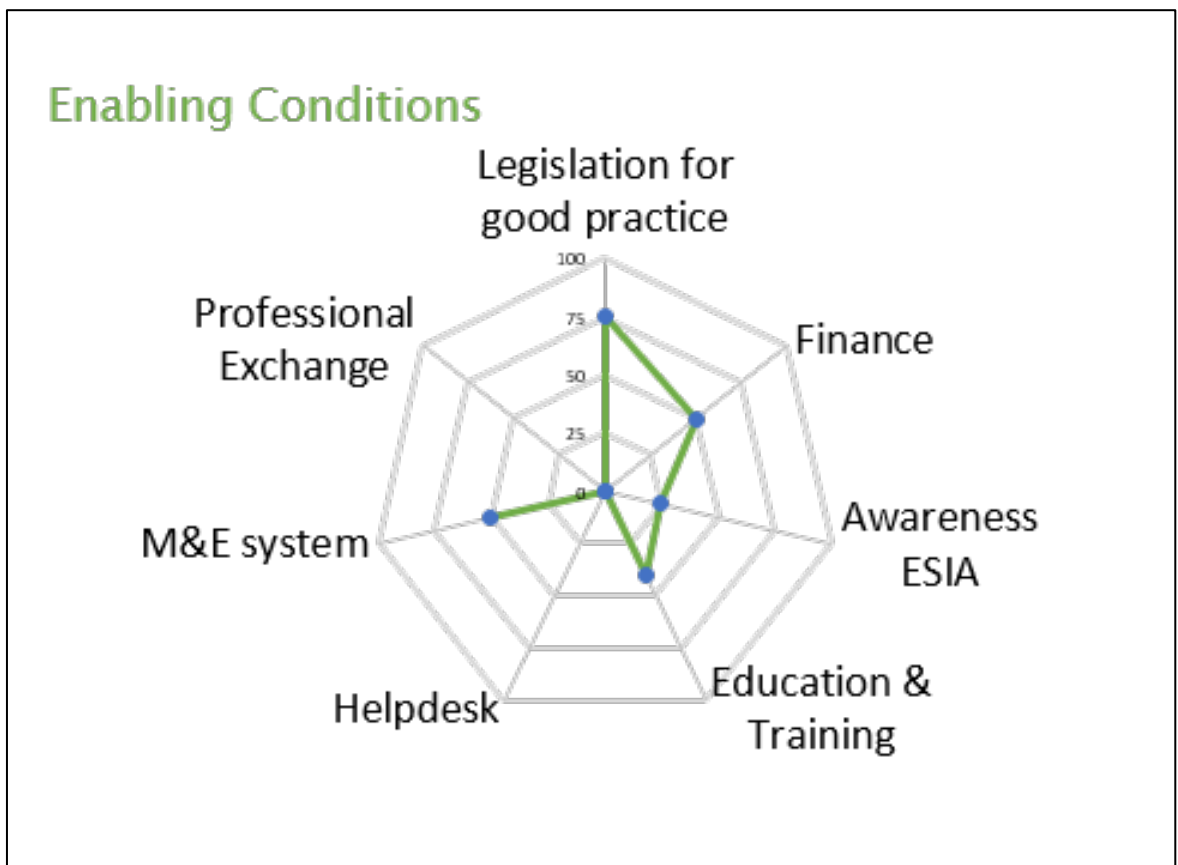 Enabling Conditions
Legislation for
good practice
100
75
50
25
0
Finance
Awareness
ESIA
Education &
Training
Helpdesk
M&E system
Professional
Exchange